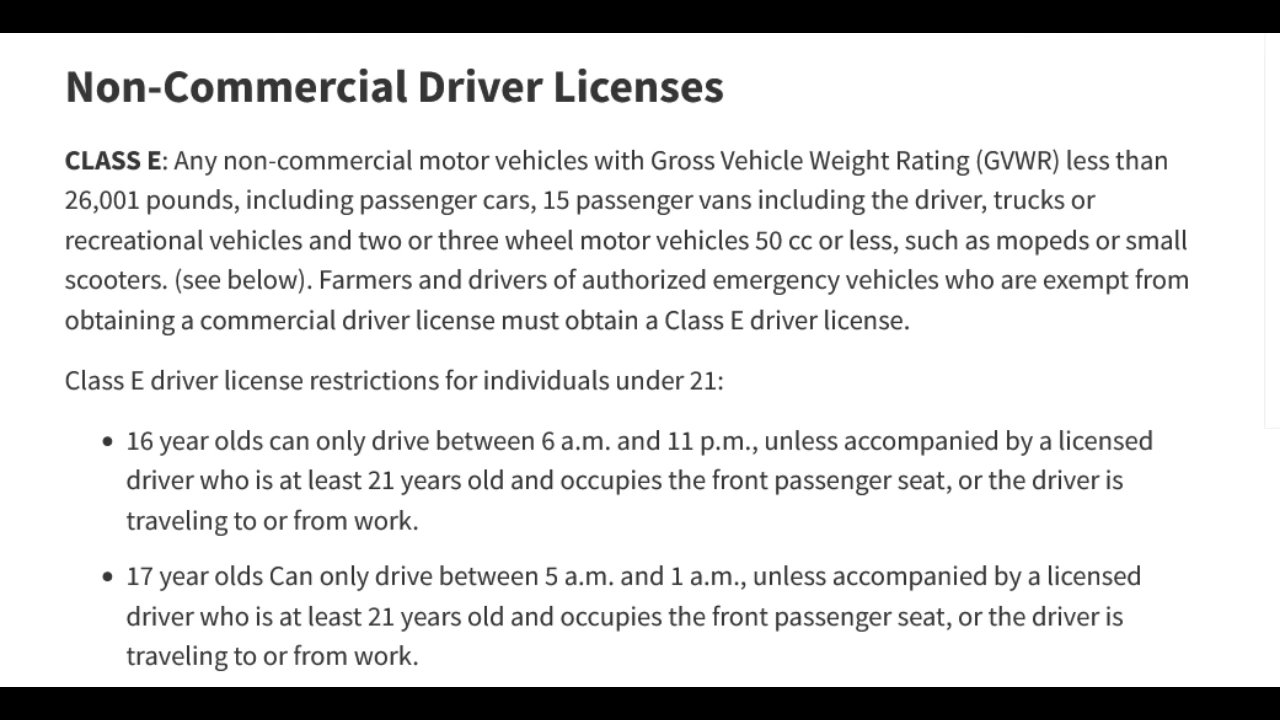 Non-Commercial Driver Licenses
CLASS E: Any non-commercial motor vehicles with Gross Vehicle Weight Rating (GVWR) less than
26,001 pounds, including passenger cars, 15 passenger vans including the driver, trucks or
recreational vehicles and two or three wheel motor vehicles 50 cc or less, such as mopeds or small
scooters. (see below). Farmers and drivers of authorized emergency vehicles who are exempt from
obtaining a commercial driver license must obtain a Class E driver license.
Class E driver license restrictions for individuals under 21:
• 16 year olds can only drive between 6 a.m. and 11 p.m., unless accompanied by a licensed
driver who is at least 21 years old and occupies the front passenger seat, or the driver is
traveling to or from work.
• 17 year olds Can only drive between 5 a.m. and 1 a.m., unless accompanied by a licensed
driver who is at least 21 years old and occupies the front passenger seat, or the driver is
traveling to or from work.